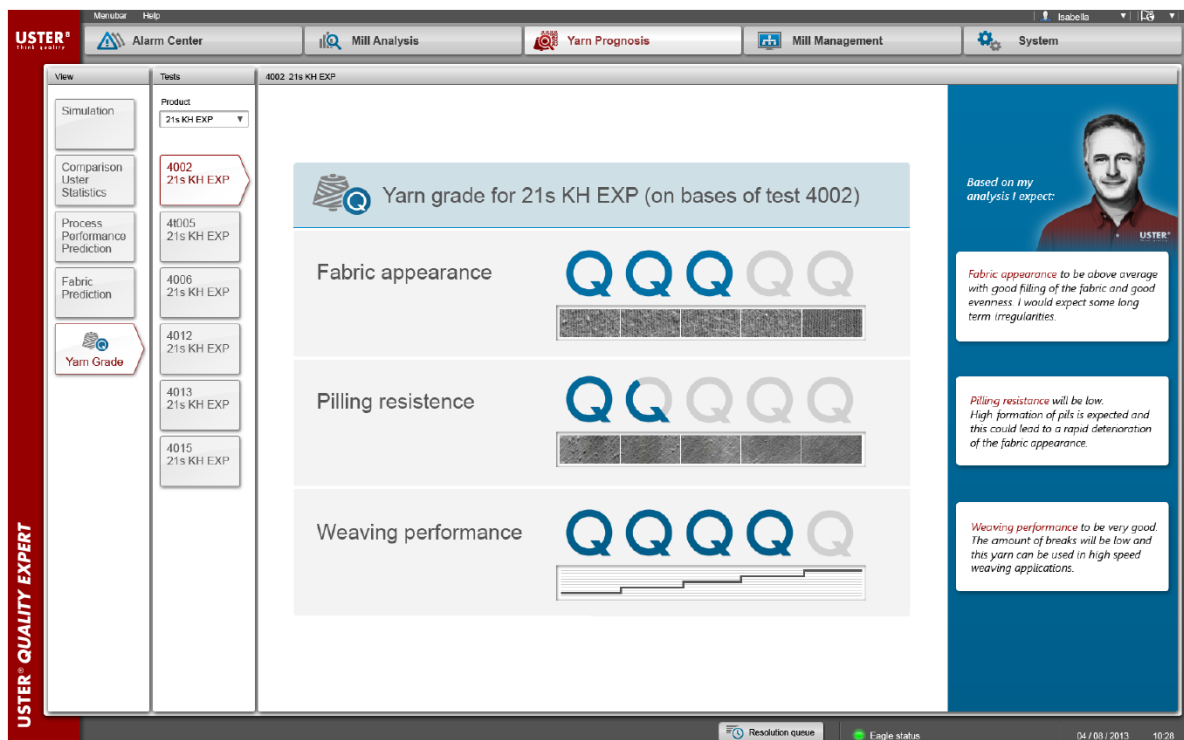 Menubar Help
Isabella
USTER®
think quality
Alarm Center
Mill Analysis
Yarn Prognosis
Mill Management
System
View
Tests
4002 21s KH EXP
Simulation
Comparison
Uster
Statistics
Process
Performance
Prediction
Fabric
Prediction
Yarn Grade
Product
21s KH EXP
4002
21s KH EXP
4t005
21s KH EXP
4006
21s KH EXP
4012
21s KH EXP
4013
21s KH EXP
4015
21s KH EXP
Yarn grade for 21s KH EXP (on bases of test 4002)
Fabric appearance
Q Q Q Q Q
Pilling resistence
Q Q Q Q Q
Weaving performance
Q Q Q Q Q
Based on my
analysis I expect:
USTER®
Fabric appearance to be above average
with good filling of the fabric and good
evenness. I would expect some long
term irregularities.
Pilling resistance will be low.
High formation of pils is expected and
this could lead to a rapid deterioration
of the fabric appearance.
Weaving performance to be very good.
The amount of breaks will be low and
this yarn can be used in high speed
weaving applications.
USTER® QUALITY EXPERT
Resolution queue
Eagle status
04 / 08 / 2013 10:28